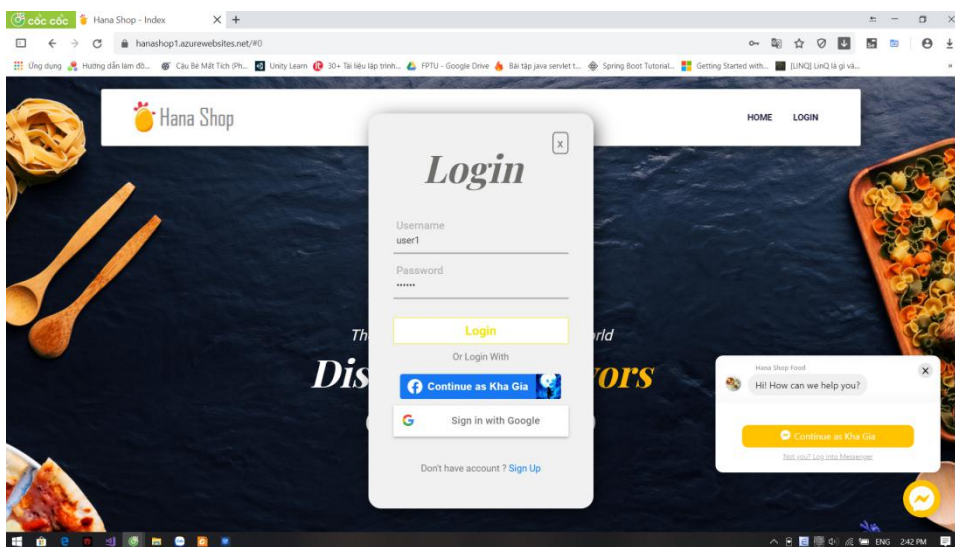 cốc cốc
Hana Shop - Index
hanashop1.azurewebsites.net/#0
Ứng dụng
Hướng dẫn làm đồ...
Cậu Bé Mất Tích (Ph...
Unity Learn
30+ Tài liệu lập trình...
FPTU - Google Drive
Bài tập java servlet t...
Spring Boot Tutorial...
Getting Started with...
[LINQ] LinQ là gì và...
Hana Shop
HOME
LOGIN
x
Login
Username
user1
Password
Login
Or Login With
Continue as Kha Gia
Sign in with Google
Don't have account ? Sign Up
Th
rld
Dis
ors
Hana Shop Food
Hi! How can we help you?
Continue as Kha Gia
Not you? Log into Messenger
ENG
2:42 PM